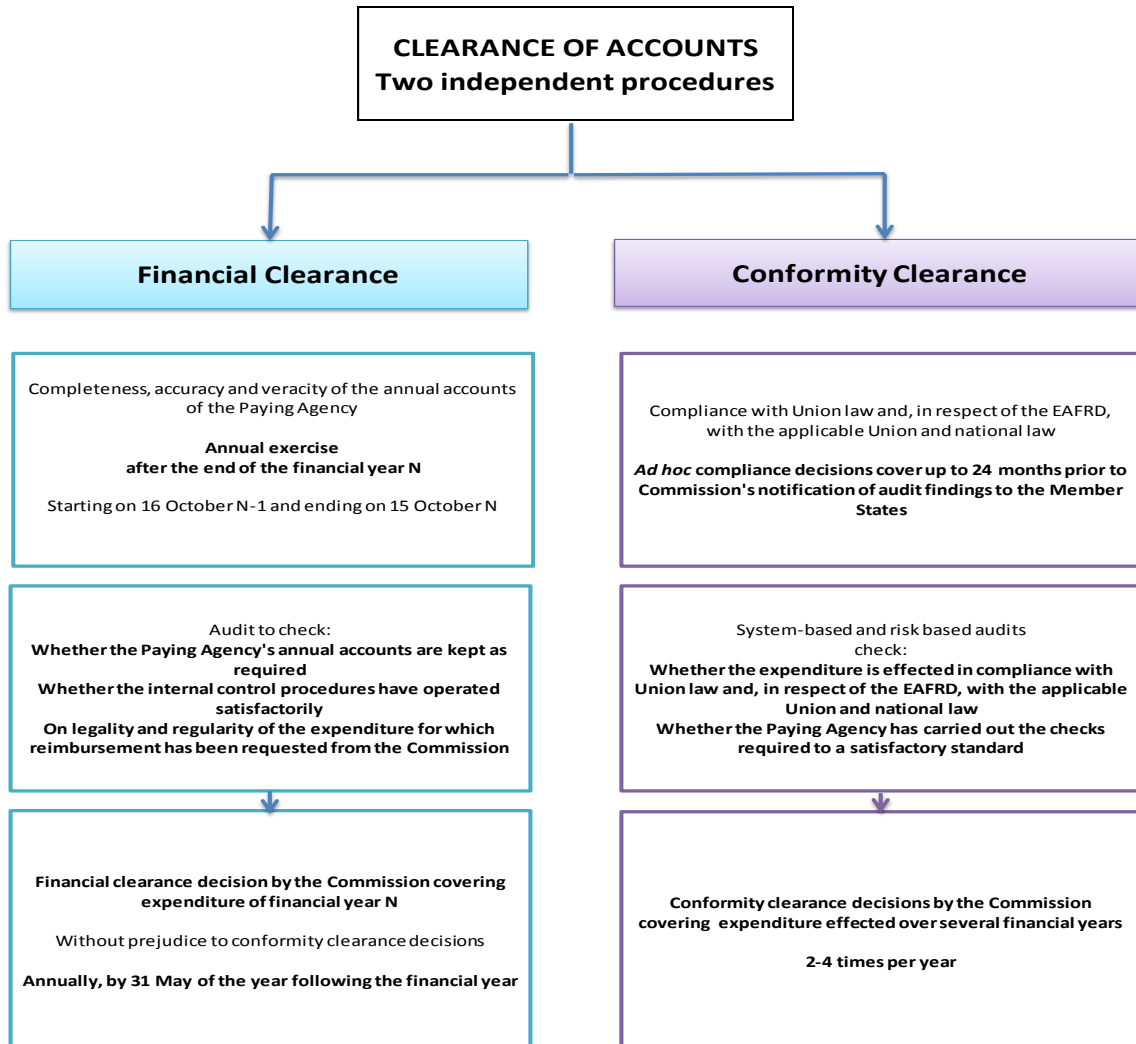 CLEARANCE OF ACCOUNTS
Two independent procedures
Financial Clearance
Completeness, accuracy and veracity of the annual accounts
of the Paying Agency
Annual exercise
after the end of the financial year N
Starting on 16 October N-1 and ending on 15 October N
Audit to check:
Whether the Paying Agency's annual accounts are kept as
required
Whether the internal control procedures have operated
satisfactorily
On legality and regularity of the expenditure for which
reimbursement has been requested from the Commission
Financial clearance decision by the Commission covering
expenditure of financial year N
Without prejudice to conformity clearance decisions
Annually, by 31 May of the year following the financial year
Conformity Clearance
Compliance with Union law and, in respect of the EAFRD,
with the applicable Union and national law
Ad hoc compliance decisions cover up to 24 months prior to
Commission's notification of audit findings to the Member
States
System-based and risk based audits
check:
Whether the expenditure is effected in compliance with
Union law and, in respect of the EAFRD, with the applicable
Union and national law
Whether the Paying Agency has carried out the checks
required to a satisfactory standard
Conformity clearance decisions by the Commission
covering expenditure effected over several financial years
2-4 times per year